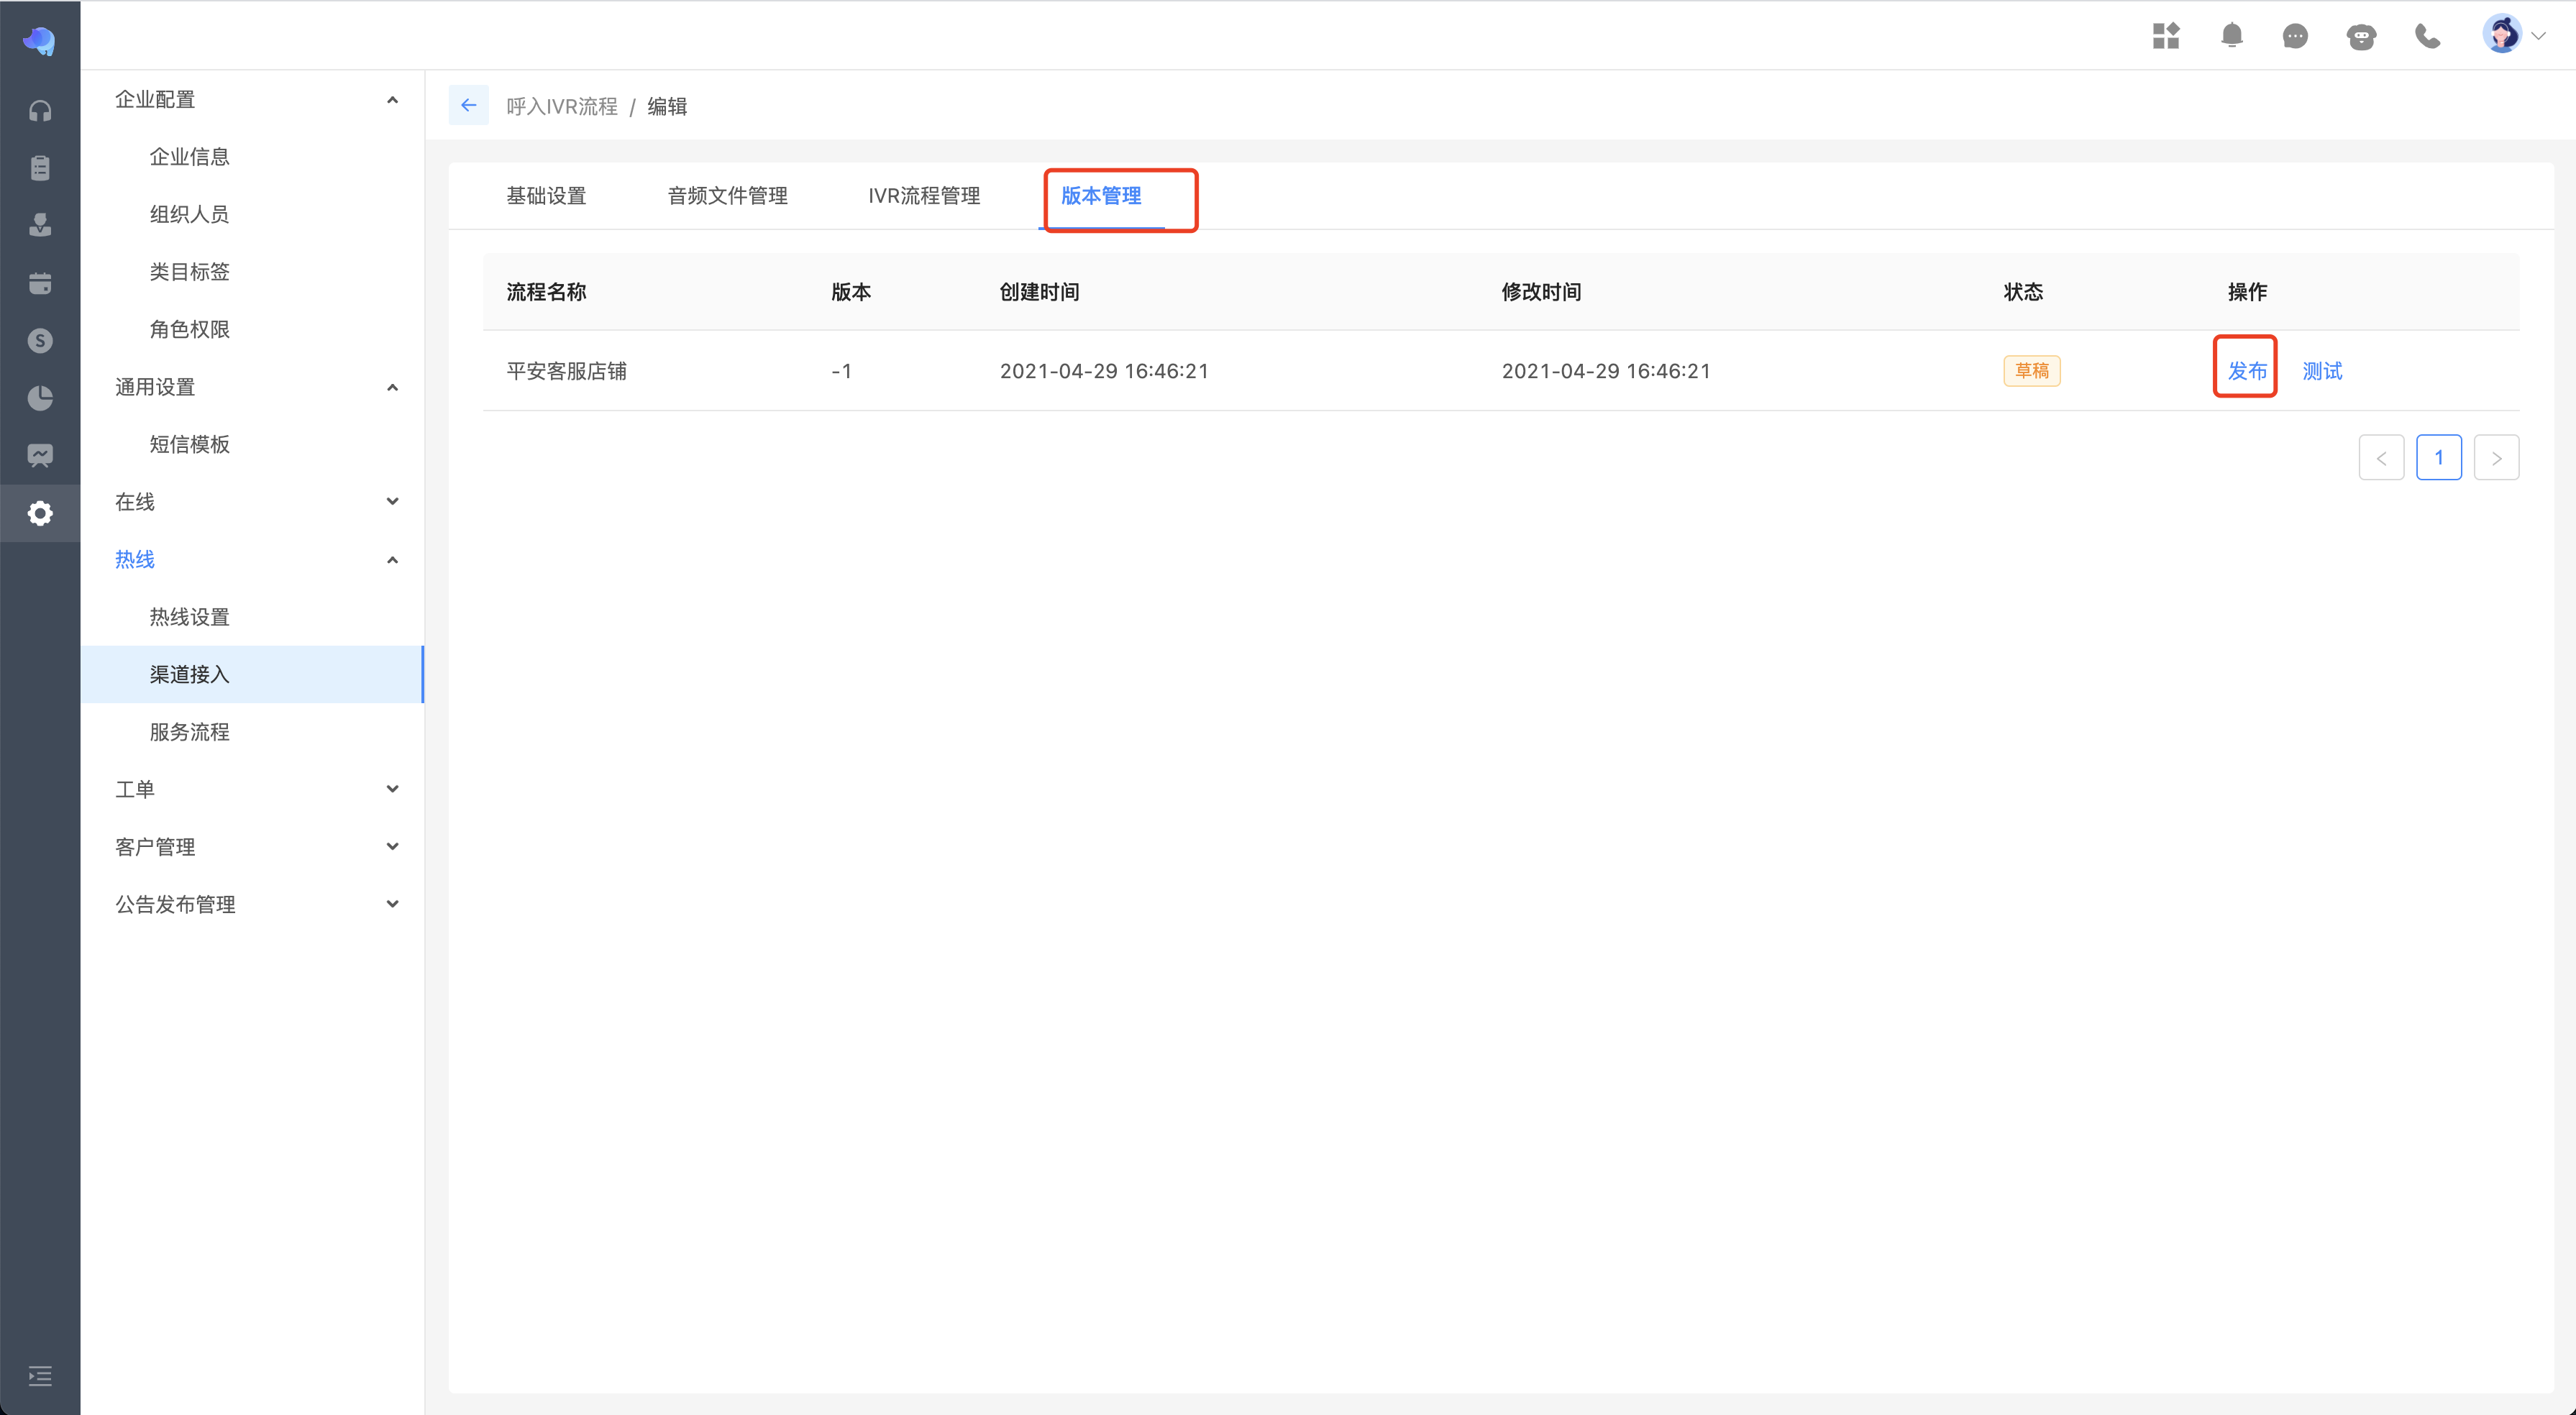 企业配置
企业信息
组织人员
类目标签
角色权限
通用设置
短信模板
在线
热线
热线设置
渠道接入
服务流程
工单
客户管理
公告发布管理
呼入IVR流程 / 编辑
基础设置 音频文件管理 IVR流程管理 版本管理
流程名称 版本 创建时间 修改时间 状态 操作
平安客服店铺 -1 2021-04-29 16:46:21 2021-04-29 16:46:21 草稿 发布 测试
< 1 >